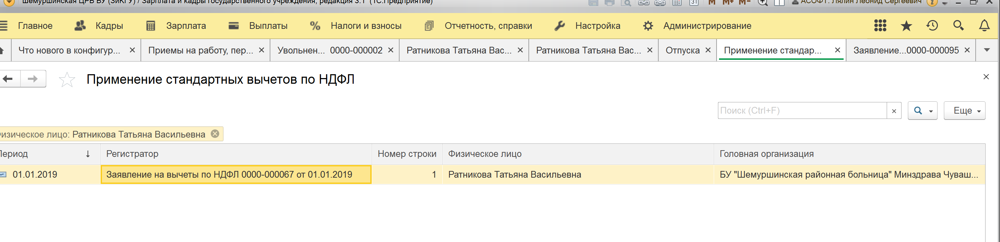 Шемуршинская ЦРБ БУ (ЗиКГУ) / Зарплата и кадры государственного учреждения, редакция 3.1 (1С:Предприятие) 31 M M+ M- АСОФТ: Лялин Леонид Сергеевич
Главное Кадры Зарплата Выплаты Налоги и взносы Отчетность, справки Настройка Администрирование
Что нового в конфигур... Приемы на работу, пер... Увольнен... 0000-000002 Ратникова Татьяна Вас... Ратникова Татьяна Вас... Отпуска Применение стандар... Заявление...0000-000095
Применение стандартных вычетов по НДФЛ
Поиск (Ctrl+F) Еще
изическое лицо: Ратникова Татьяна Васильевна
Период Регистратор Номер строки Физическое лицо Головная организация
01.01.2019 Заявление на вычеты по НДФЛ 0000-000067 от 01.01.2019 1 Ратникова Татьяна Васильевна БУ "Шемуршинская районная больница" Минздрава Чуваш...